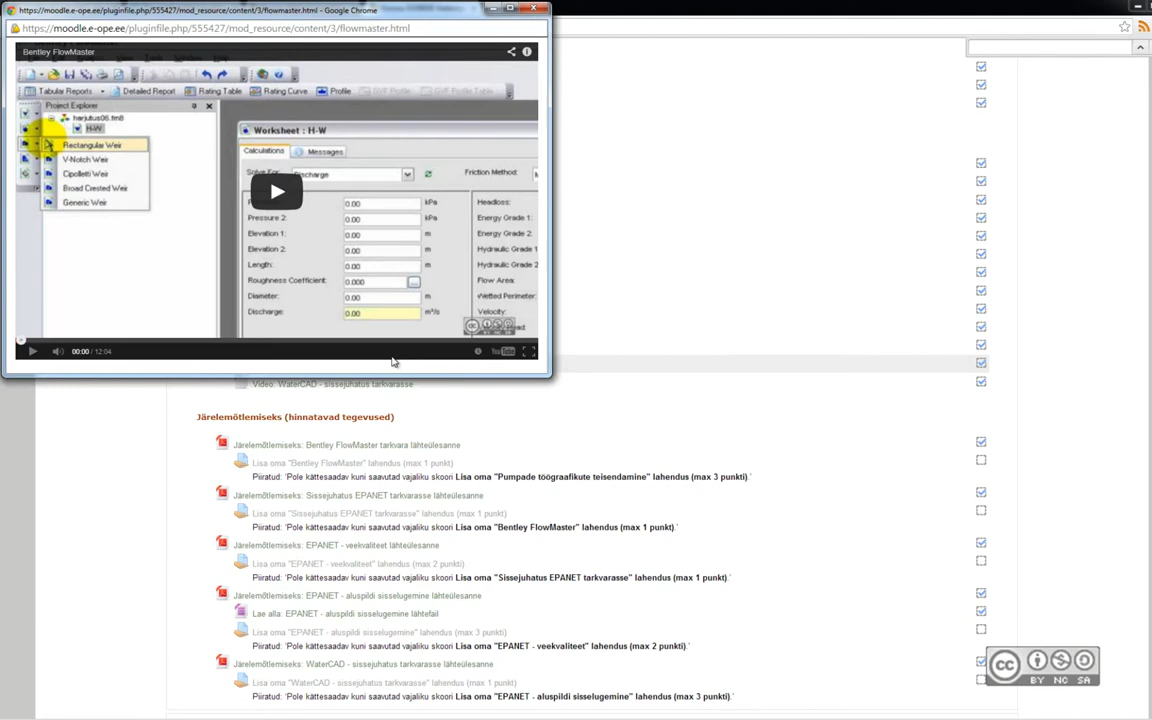 https://moodle.e-ope.ee/pluginfile.php/555427/mod_resource/content/3/flowmaster.html - Google Chrome
https://moodle.e-ope.ee/pluginfile.php/555427/mod_resource/content/3/flowmaster.html
Bentley FlowMaster
Tabular Reports
Detailed Report
Rating Table
Rating Curve
Profile
GVF Profile
GVF Profile Table
Project Explorer
harjutus06.fm8
H-W
Rectangular Weir
V-Notch Weir
Cipolletti Weir
Broad Crested Weir
Generic Weir
Worksheet : H-W
Calculations
Messages
Solve For:
Discharge
Friction Method:
0.00 kPa
Headloss:
Pressure 2: 0.00 kPa
Energy Grade 1:
Elevation 1: 0.00 m
Energy Grade 2:
Elevation 2: 0.00 m
Hydraulic Grade 1
Length: 0.00 m
Hydraulic Grade 2
Roughness Coefficient: 0.000 ...
Flow Area:
Diameter: 0.00 m
Wetted Perimeter:
Discharge: 0.00 m³/s
Velocity:
00:00 / 12:04
YouTube
Video: WaterCAD - sissejuhatus tarkvarasse
Järelemõtlemiseks (hinnatavad tegevused)
Järelemõtlemiseks: Bentley FlowMaster tarkvara lähteülesanne
Lisa oma "Bentley FlowMaster" lahendus (max 1 punkt)
Piiratud: 'Pole kättesaadav kuni saavutad vajaliku skoori Lisa oma "Pumpade töögraafikute teisendamine" lahendus (max 3 punkti).'
Järelemõtlemiseks: Sissejuhatus EPANET tarkvarasse lähteülesanne
Lisa oma "Sissejuhatus EPANET tarkvarasse" lahendus (max 1 punkt)
Piiratud: 'Pole kättesaadav kuni saavutad vajaliku skoori Lisa oma "Bentley FlowMaster" lahendus (max 1 punkt).'
Järelemõtlemiseks: EPANET - veekvaliteet lähteülesanne
Lisa oma "EPANET - veekvaliteet" lahendus (max 2 punkti)
Piiratud: 'Pole kättesaadav kuni saavutad vajaliku skoori Lisa oma "Sissejuhatus EPANET tarkvarasse" lahendus (max 1 punkt).'
Järelemõtlemiseks: EPANET - aluspildi sisselugemine lähteülesanne
Lae alla: EPANET - aluspildi sisselugemine lähtefail
Lisa oma "EPANET - aluspildi sisselugemine" lahendus (max 3 punkti)
Piiratud: 'Pole kättesaadav kuni saavutad vajaliku skoori Lisa oma "EPANET - veekvaliteet" lahendus (max 2 punkti).'
Järelemõtlemiseks: WaterCAD - sissejuhatus tarkvarasse lähteülesanne
Lisa oma "WaterCAD - sissejuhatus tarkvarasse" lahendus (max 1 punkt)
Piiratud: 'Pole kättesaadav kuni saavutad vajaliku skoori Lisa oma "EPANET - aluspildi sisselugemine" lahendus (max 3 punkti).'
cc BY NC SA